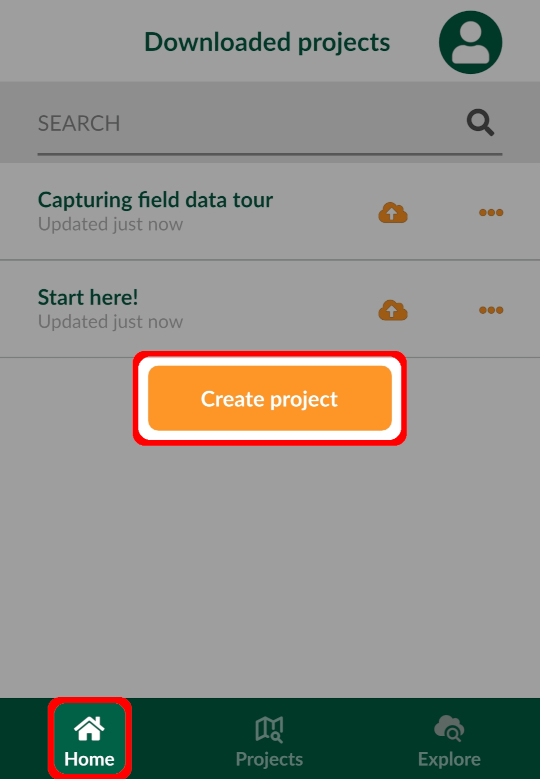 Downloaded projects
SEARCH
Capturing field data tour
Updated just now
Start here!
Updated just now
Create project
Home
Projects
Explore